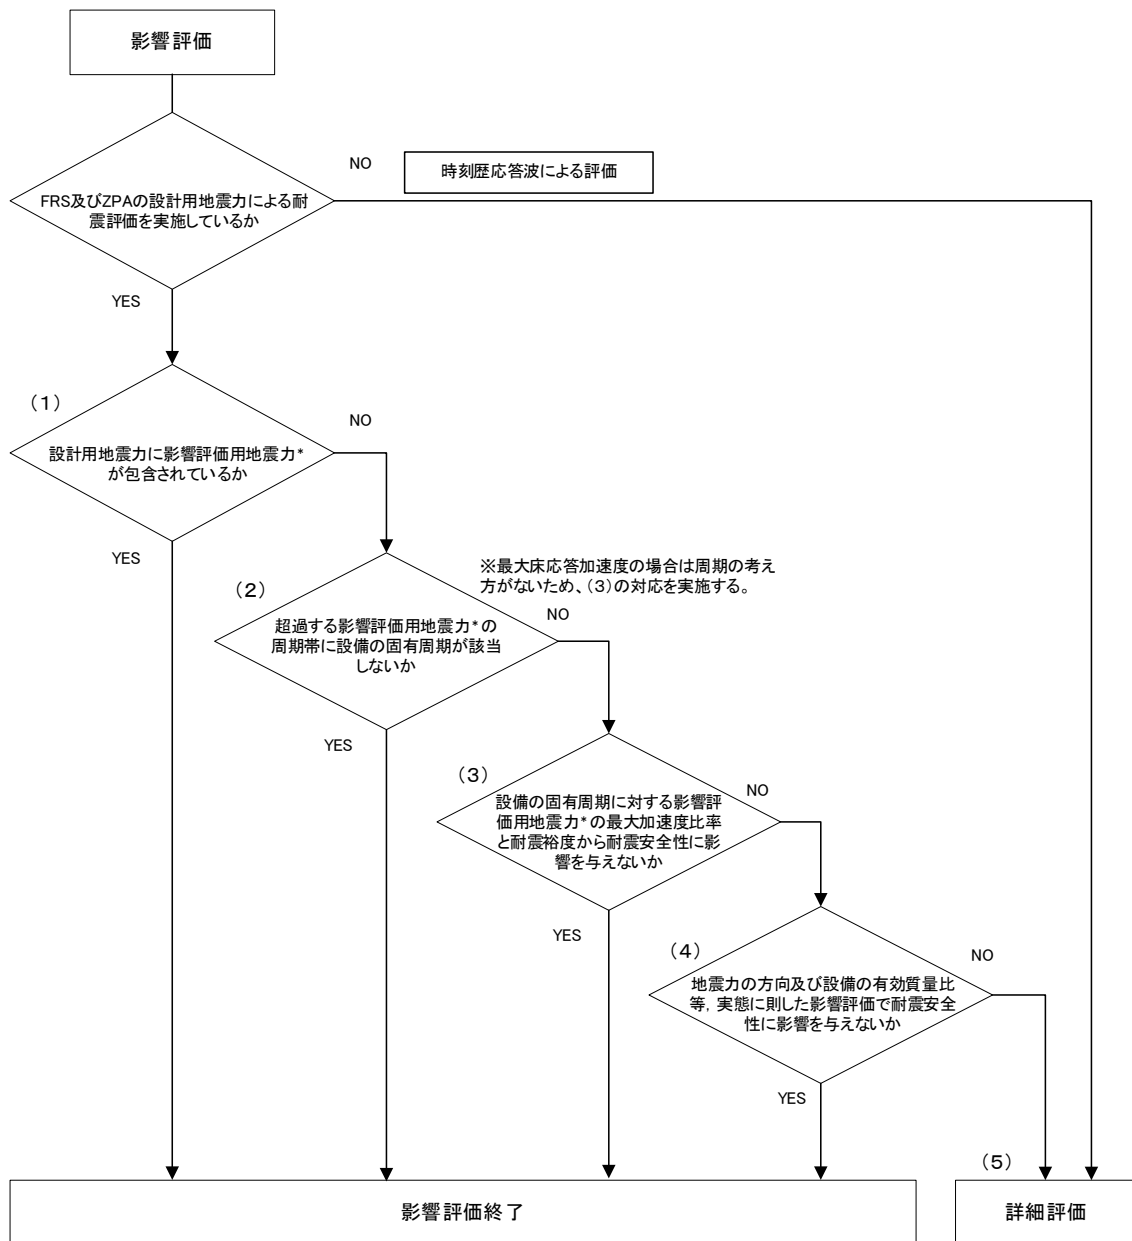 影響評価
NO
時刻歴応答波による評価
FRS及びZPAの設計用地震力による耐
震評価を実施しているか
YES
(1)
NO
設計用地震力に影響評価用地震力*
が包含されているか
YES
※最大床応答加速度の場合は周期の考え
方がないため、(3)の対応を実施する。
(2)
NO
超過する影響評価用地震力*の
周期帯に設備の固有周期が該当
しないか
YES
(3)
NO
設備の固有周期に対する影響評
価用地震力*の最大加速度比率
と耐震裕度から耐震安全性に影
響を与えないか
YES
(4)
NO
地震力の方向及び設備の有効質量比
等，実態に則した影響評価で耐震安全
性に影響を与えないか
YES
(5)
影響評価終了
詳細評価